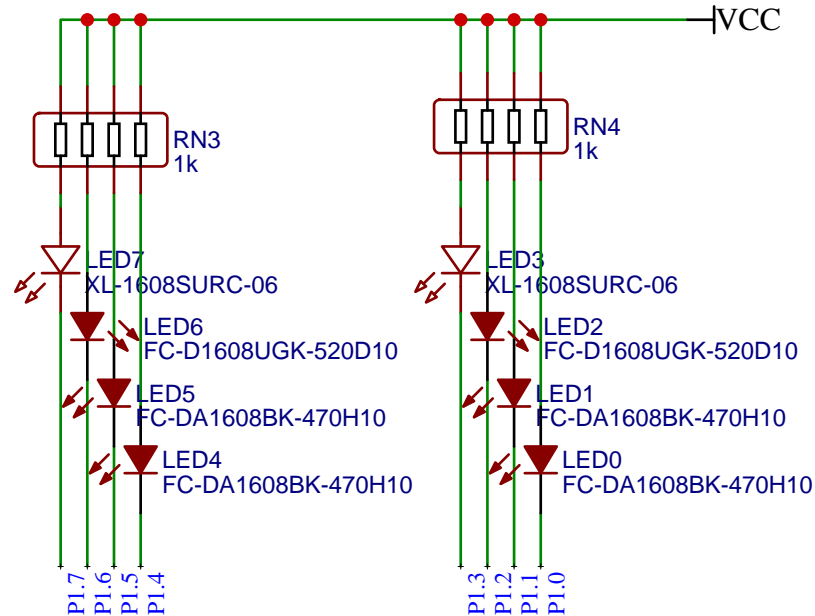 VCC
RN3
1k
RN4
1k
LED7
XL-1608SURC-06
LED3
XL-1608SURC-06
LED6
FC-D1608UGK-520D10
LED2
FC-D1608UGK-520D10
LED5
FC-DA1608BK-470H10
LED1
FC-DA1608BK-470H10
LED4
FC-DA1608BK-470H10
LED0
FC-DA1608BK-470H10
P1.7
P1.6
P1.5
P1.4
P1.3
P1.2
P1.1
P1.0